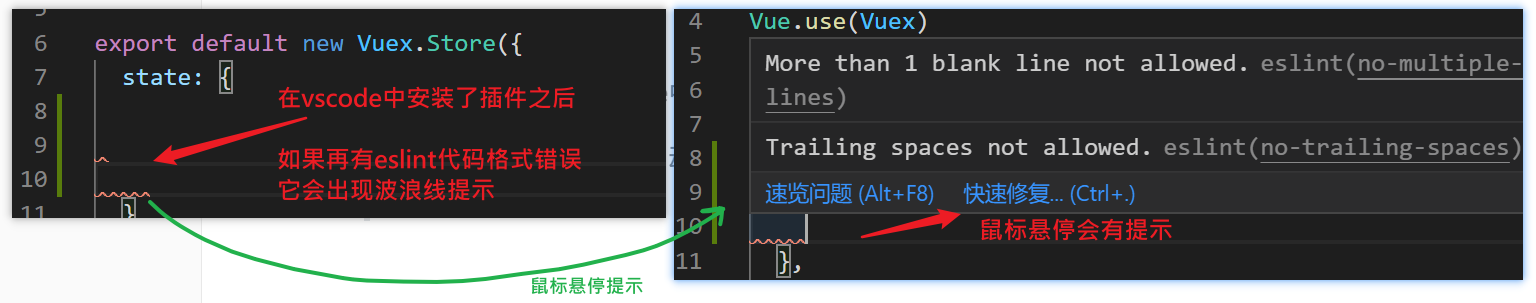 5
6 export default new Vuex.Store({
7 state: {
8
9
10
11 }
在vscode中安装了插件之后
如果再有eslint代码格式错误
它会出现波浪线提示
4 Vue.use(Vuex)
5
6
7
8
9
10
11 },
More than 1 blank line not allowed. eslint(no-multiple-
lines)
Trailing spaces not allowed. eslint(no-trailing-spaces)
速览问题 (Alt+F8) 快速修复... (Ctrl+.)
鼠标悬停会有提示
鼠标悬停提示